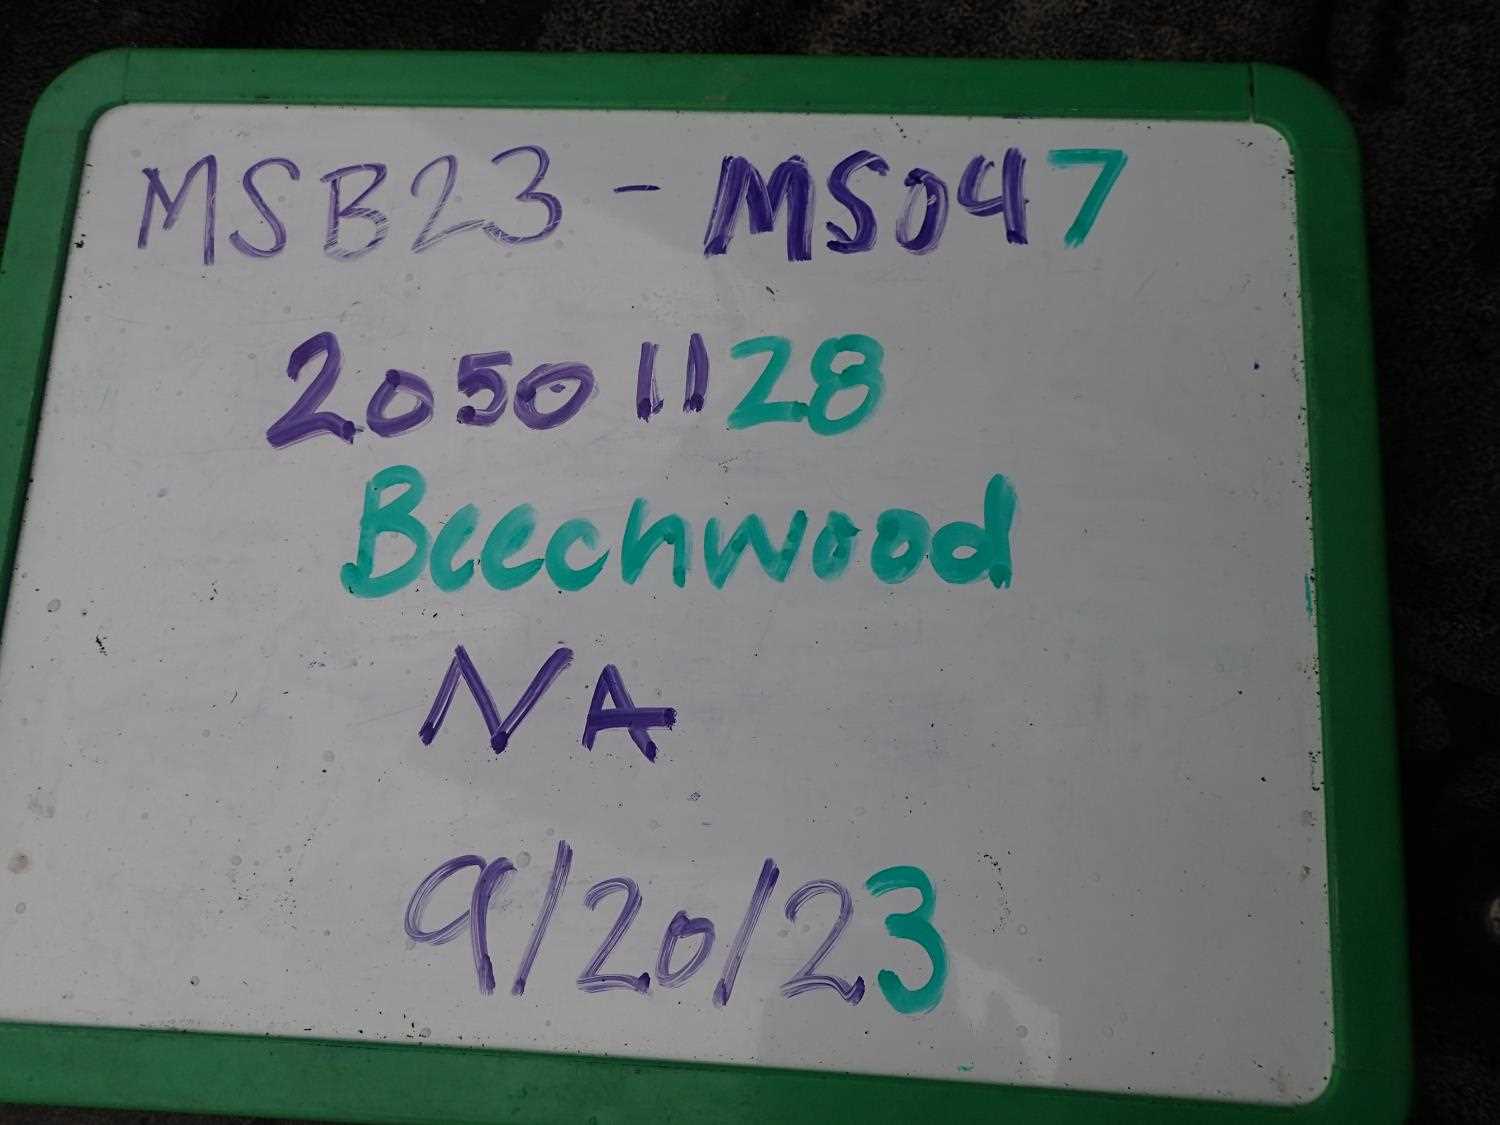 MSB23 - MS047
20501128
Beechwood
NA
9/20/23